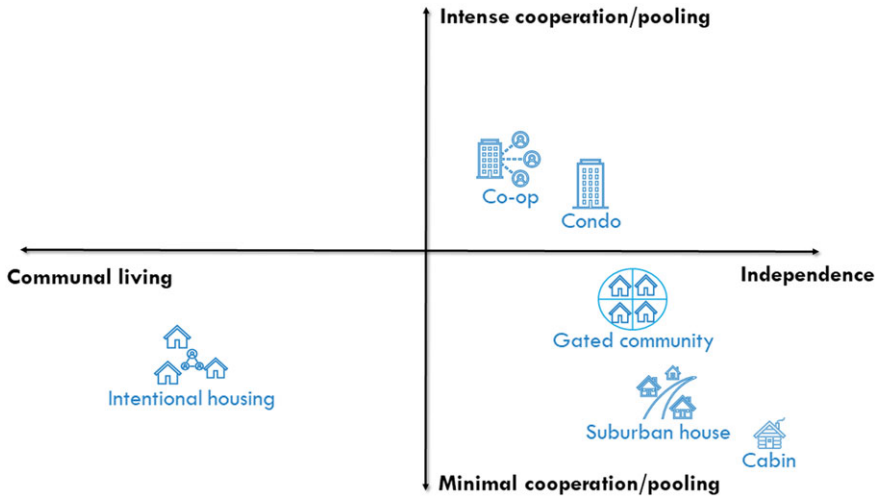 Intense cooperation/pooling
Co-op
Condo
Communal living
Independence
Gated community
Intentional housing
Suburban house
Cabin
Minimal cooperation/pooling